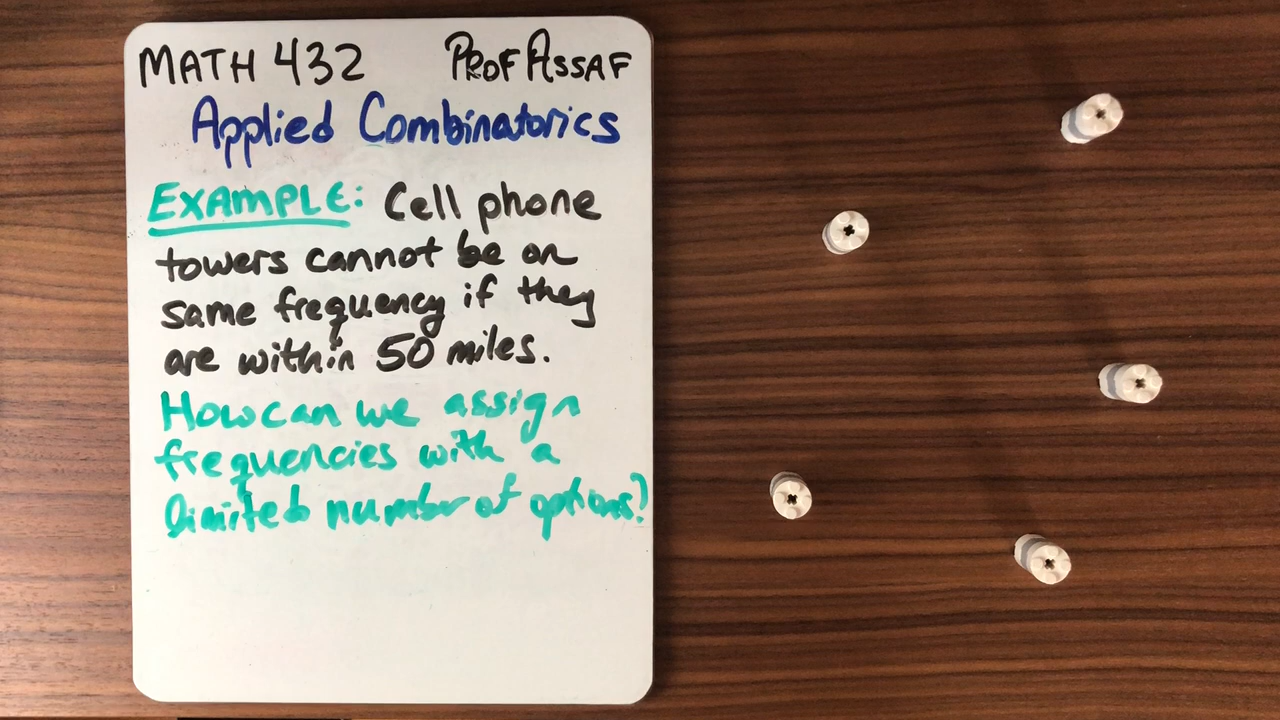 MATH 432 PROF ASSAF
Applied Combinatorics
EXAMPLE: Cell phone
towers cannot be on
same frequency if they
are within 50 miles.
How can we assign
frequencies with a
limited number of options?